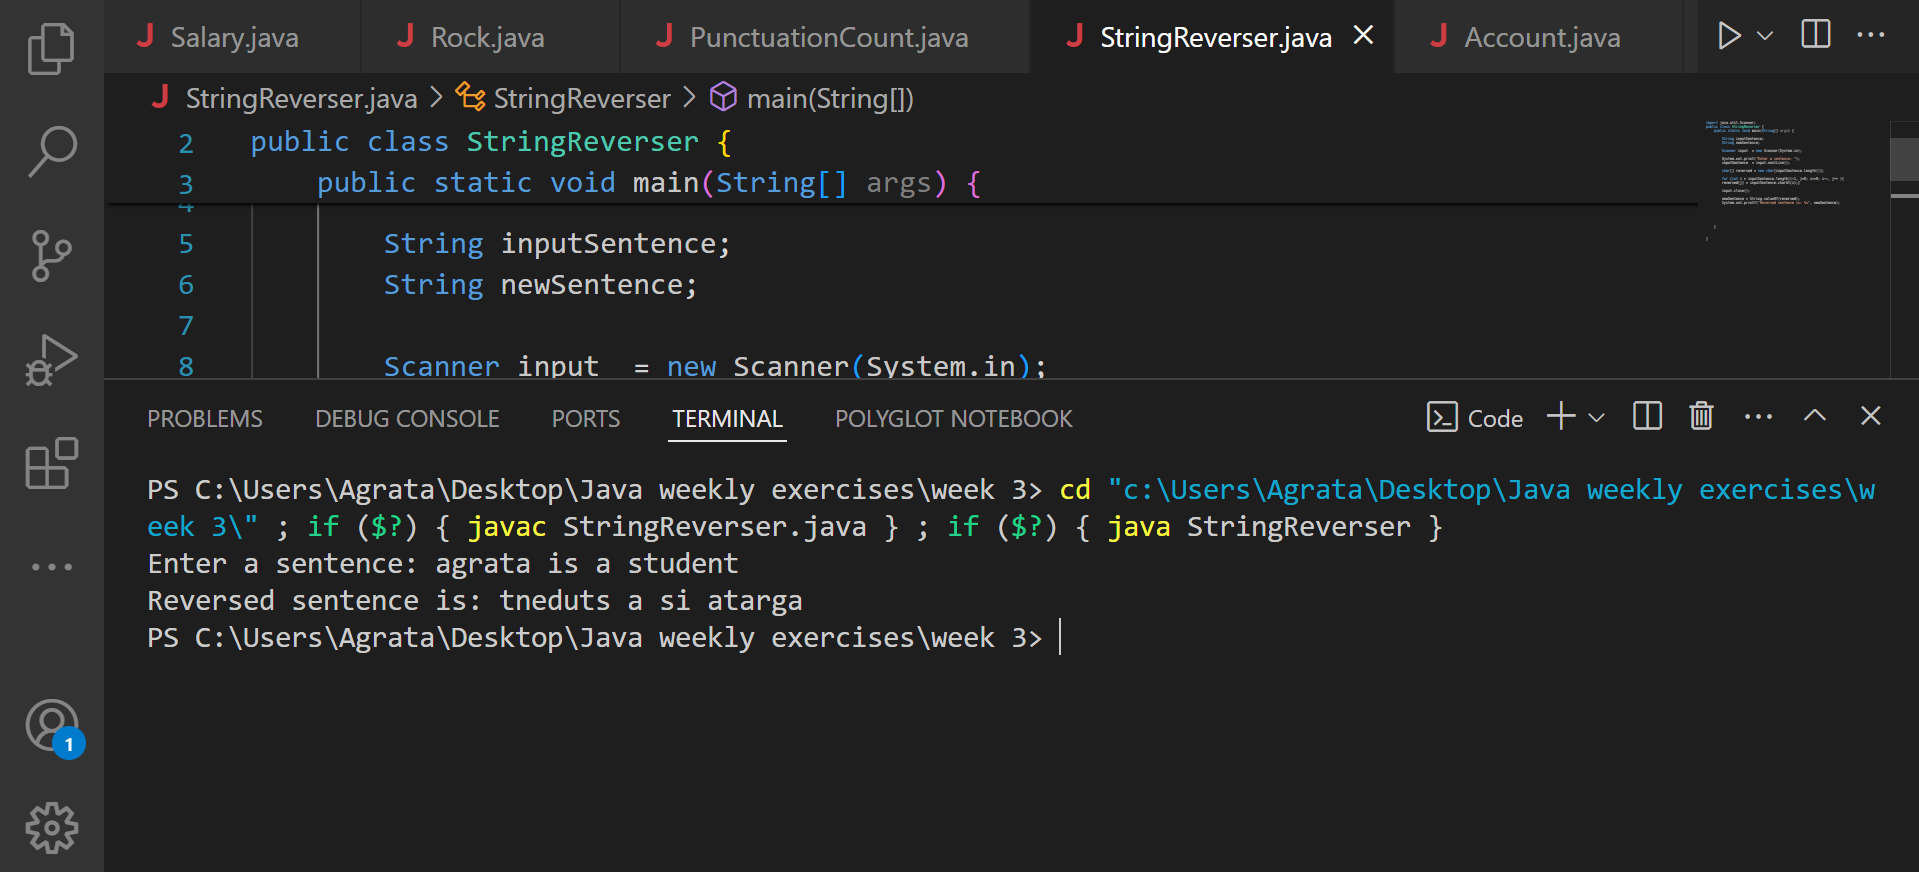 Salary.java Rock.java PunctuationCount.java StringReverser.java Account.java
StringReverser.java > StringReverser > main(String[])
2 public class StringReverser {
3 public static void main(String[] args) {
4
5 String inputSentence;
6 String newSentence;
7
8 Scanner input  = new Scanner(System.in);
PROBLEMS DEBUG CONSOLE PORTS TERMINAL POLYGLOT NOTEBOOK Code
PS C:\Users\Agrata\Desktop\Java weekly exercises\week 3> cd "c:\Users\Agrata\Desktop\Java weekly exercises\w
eek 3\" ; if ($?) { javac StringReverser.java } ; if ($?) { java StringReverser }
Enter a sentence: agrata is a student
Reversed sentence is: tneduts a si atarga
PS C:\Users\Agrata\Desktop\Java weekly exercises\week 3>
1